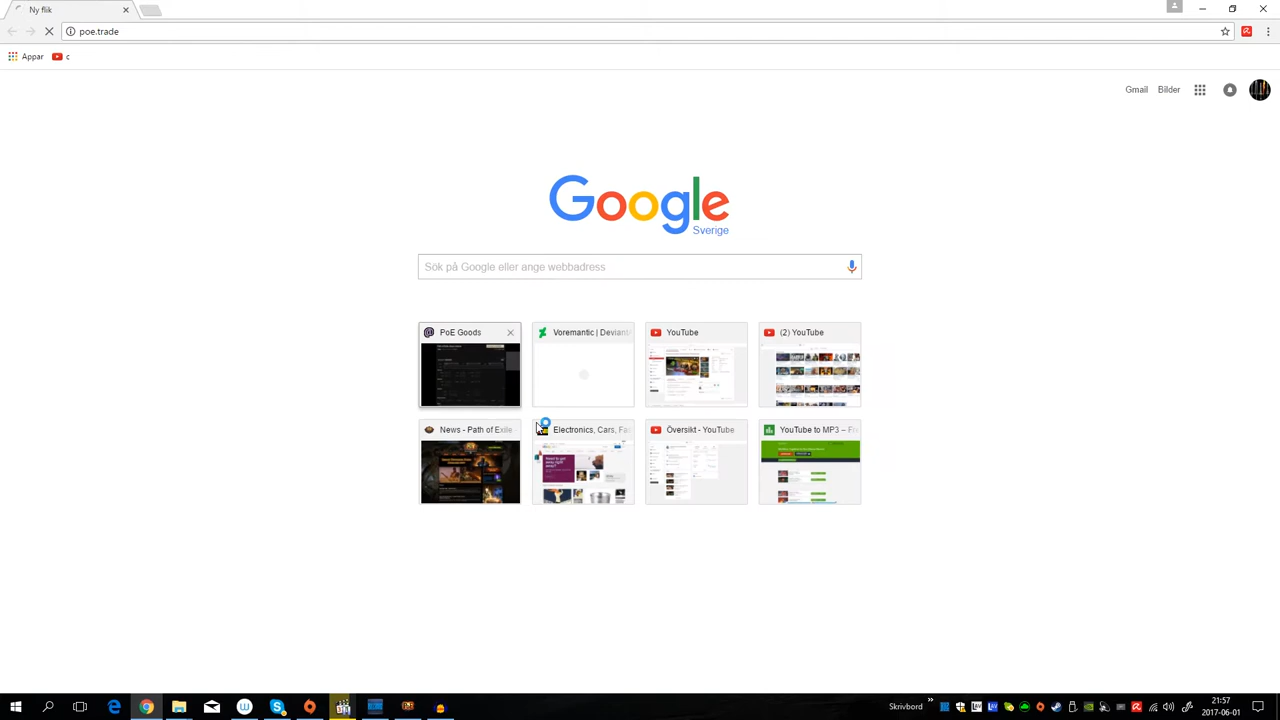 Ny flik
poe.trade
Appar
c
Gmail
Bilder
Google
Sverige
Sök på Google eller ange webbadress
PoE Goods
Voremantic | Deviant
YouTube
(2) YouTube
News - Path of Exile
Electronics, Cars, Fa
Översikt - YouTube
YouTube to MP3 – Fr
Skrivbord
21:57
2017-06-01